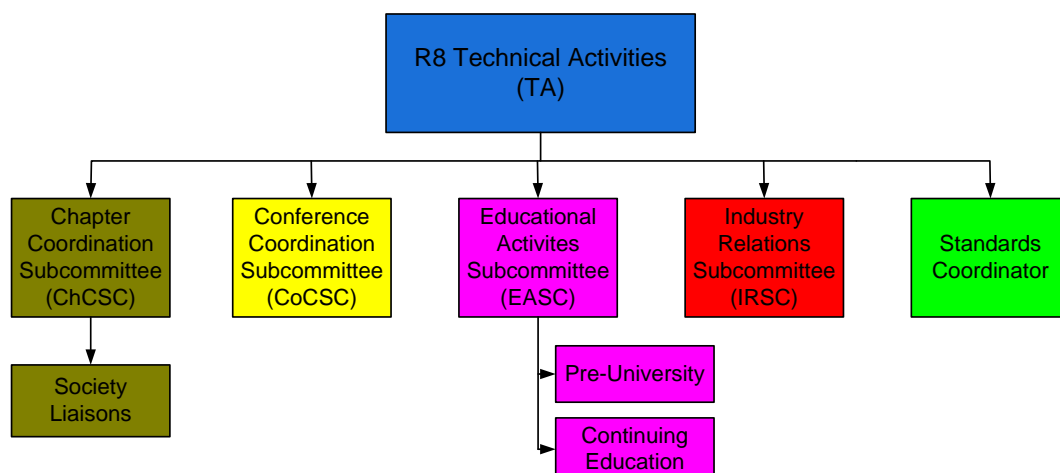 R8 Technical Activities
(TA)
Chapter
Coordination
Subcommittee
(ChCSC)
Conference
Coordination
Subcommittee
(CoCSC)
Educational
Activites
Subcommittee
(EASC)
Industry
Relations
Subcommittee
(IRSC)
Standards
Coordinator
Society
Liaisons
Pre-University
Continuing
Education